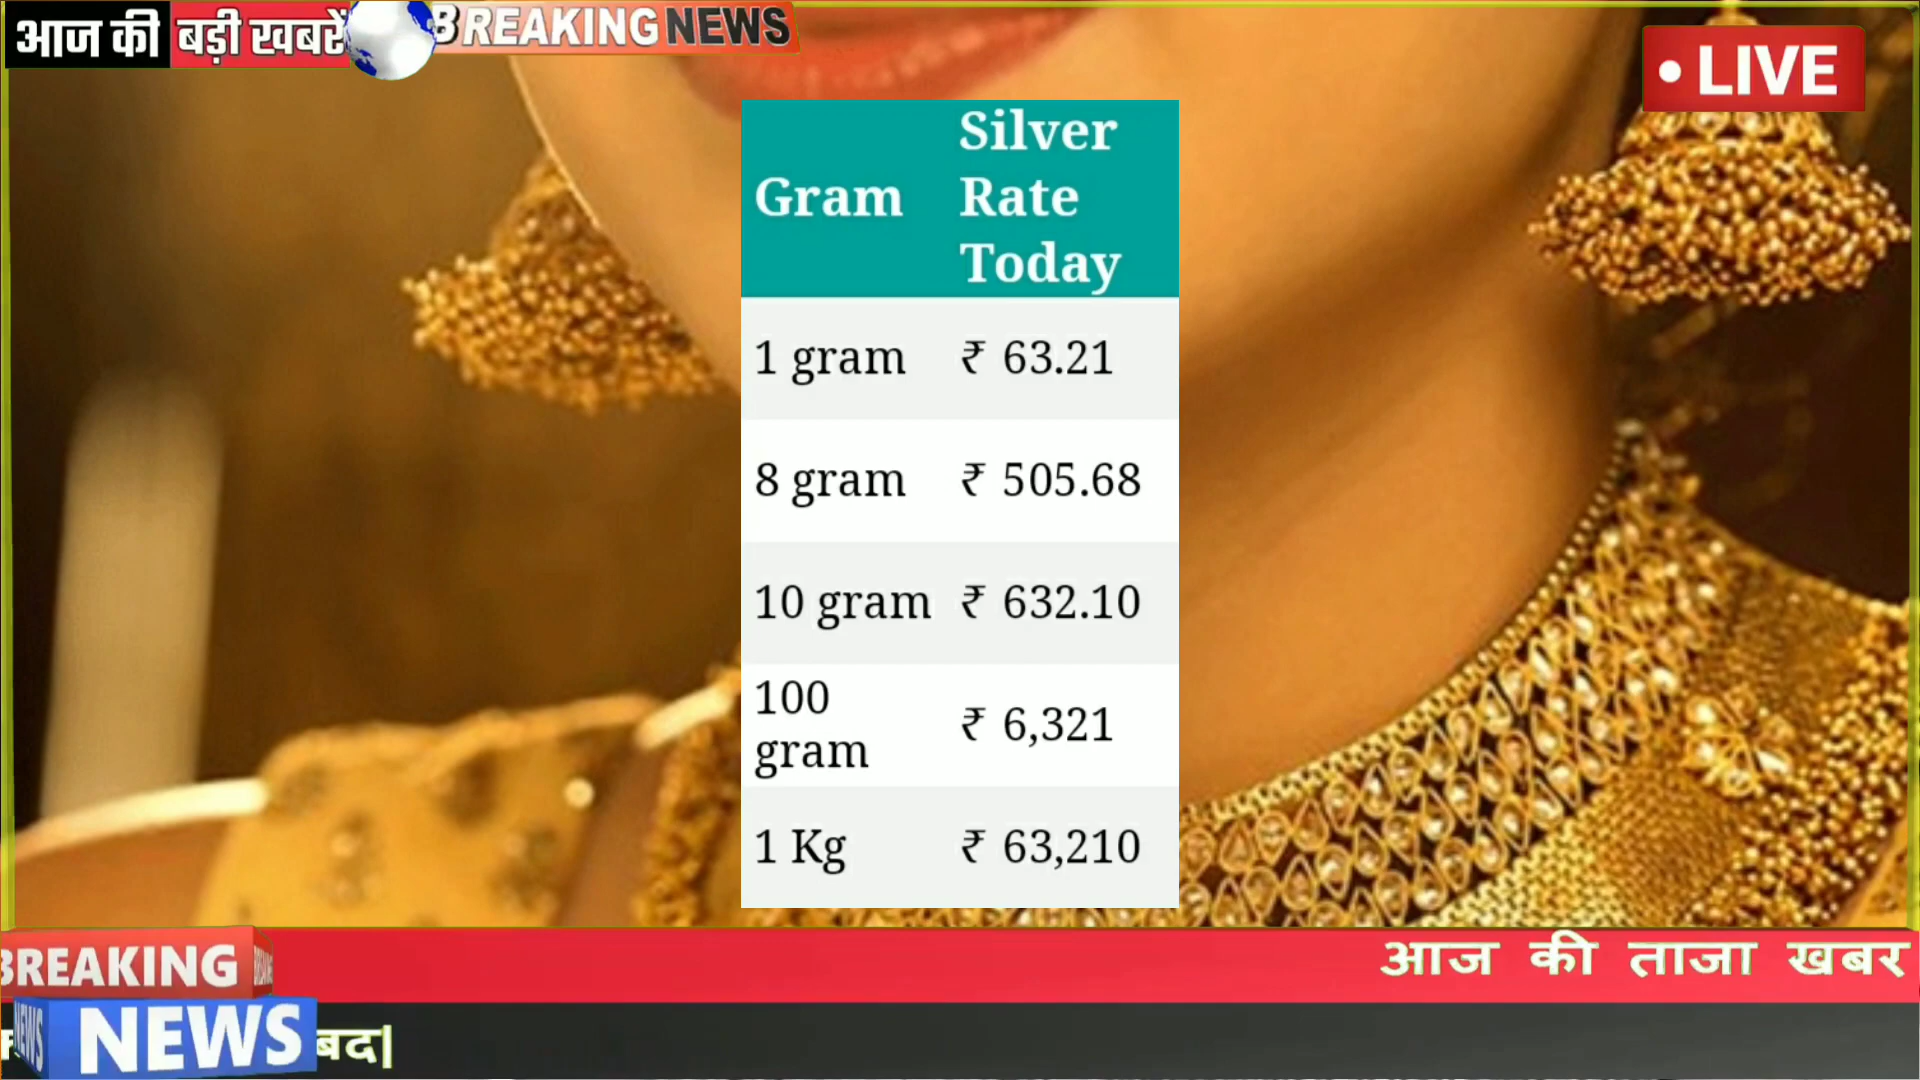 आज की बड़ी खबरें BREAKING NEWS
• LIVE
Gram Silver Rate Today
1 gram ₹ 63.21
8 gram ₹ 505.68
10 gram ₹ 632.10
100 gram ₹ 6,321
1 Kg ₹ 63,210
BREAKING आज की ताजा खबर
NEWS